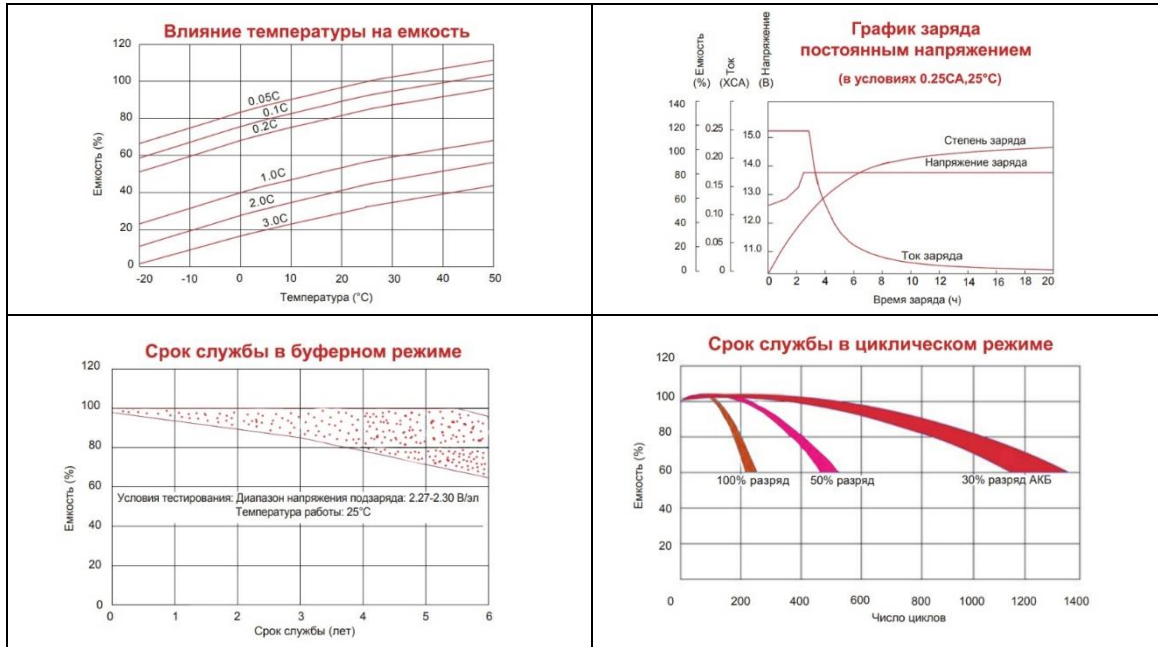 Влияние температуры на емкость
120
100
80
60
40
20
0
Емкость (%)
0.05C
0.1C
0.2C
1.0C
2.0C
3.0C
-20 -10 0 10 20 30 40 50
Температура (°C)
График заряда
постоянным напряжением
(в условиях 0.25CA,25°C)
Емкость (%)
Ток (XCA)
Напряжение (В)
140
120
100
80
60
40
20
0
0.25
0.20
0.15
0.10
0.05
0
15.0
14.0
13.0
12.0
11.0
Степень заряда
Напряжение заряда
Ток заряда
0 2 4 6 8 10 12 14 16 18 20
Время заряда (ч)
Срок службы в буферном режиме
120
100
80
60
40
20
0
Емкость (%)
Условия тестирования: Диапазон напряжения подзаряда: 2.27-2.30 В/эл
Температура работы: 25°C
0 1 2 3 4 5 6
Срок службы (лет)
Срок службы в циклическом режиме
120
100
80
60
40
20
Емкость (%)
100% разряд 50% разряд 30% разряд АКБ
0 200 400 600 800 1000 1200 1400
Число циклов